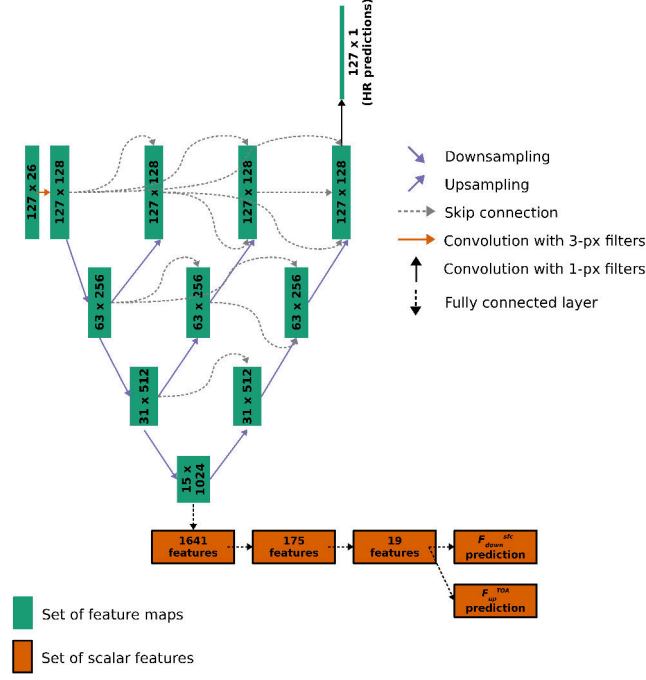 127 x 1
(HR predictions)
127 x 26
127 x 128
127 x 128
127 x 128
127 x 128
Downsampling
Upsampling
Skip connection
Convolution with 3-px filters
Convolution with 1-px filters
Fully connected layer
63 x 256
63 x 256
63 x 256
31 x 512
31 x 512
15 x
1024
1641
features
175
features
19
features
F_down^sfc
prediction
F_up^TOA
prediction
Set of feature maps
Set of scalar features